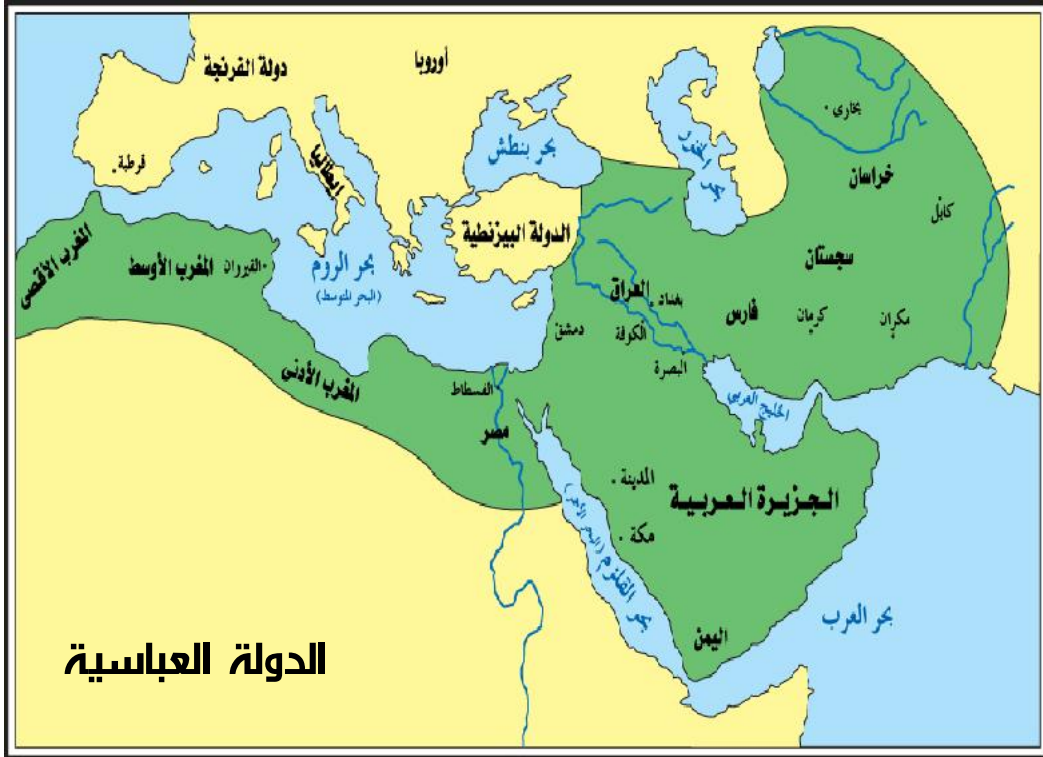 أوروبا
دولة الفرنجة
بخارى
بحر بنطش
بحر الخزر
ايطاليا
قرطبة
خراسان
كابل
الدولة البيزنطية
سجستان
المغرب الأقصى
المغرب الأوسط
القيروان
بحر الروم
(البحر المتوسط)
العراق
بغداد
فارس
كرمان
مكران
دمشق
الكوفة
البصرة
المغرب الأدنى
الفسطاط
الخليج العربي
مصر
المدينة
الجزيرة العربية
مكة
بحر القلزم (البحر الأحمر)
بحر العرب
اليمن
الدولة العباسية